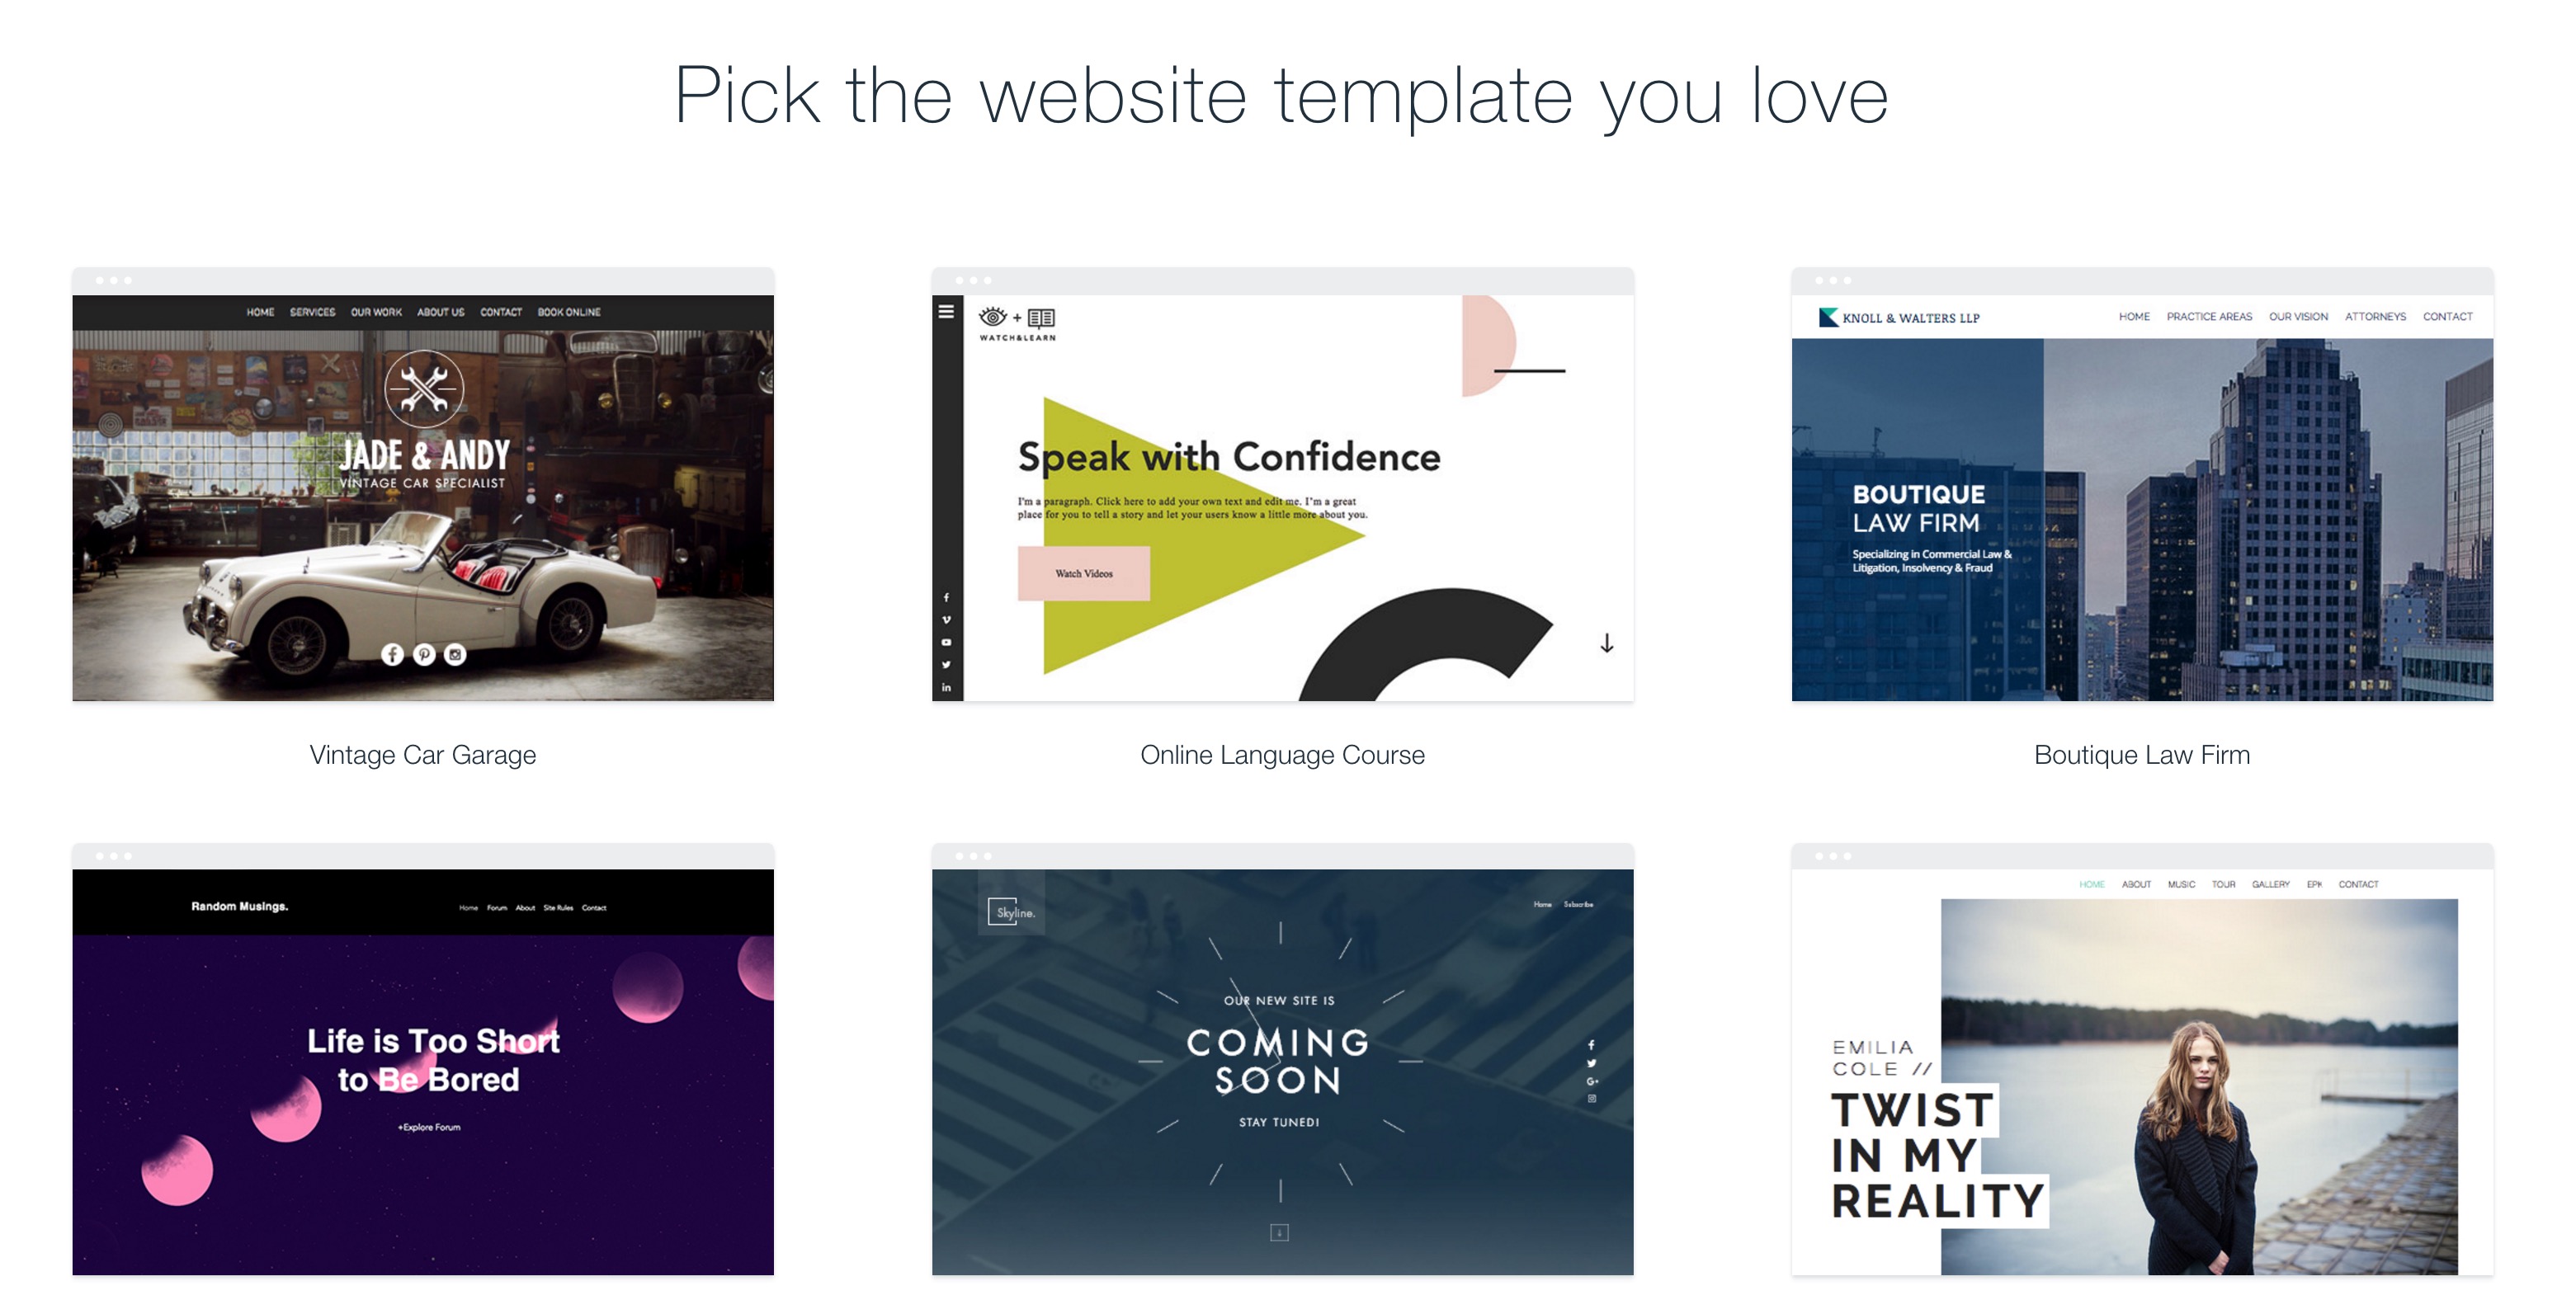 Pick the website template you love
HOME SERVICES OUR WORK ABOUT US CONTACT BOOK ONLINE
JADE & ANDY
VINTAGE CAR SPECIALIST
Vintage Car Garage
WATCH&LEARN
Speak with Confidence
I'm a paragraph. Click here to add your own text and edit me. I'm a great
place for you to tell a story and let your users know a little more about you.
Watch Videos
Online Language Course
KNOLL & WALTERS LLP
HOME PRACTICE AREAS OUR VISION ATTORNEYS CONTACT
BOUTIQUE
LAW FIRM
Specializing in Commercial Law &
Litigation, Insolvency & Fraud
Boutique Law Firm
Random Musings.
Home Forum About Site Rules Contact
Life is Too Short
to Be Bored
+Explore Forum
Skyline.
Home Subscribe
OUR NEW SITE IS
COMING
SOON
STAY TUNED!
HOME ABOUT MUSIC TOUR GALLERY EPK CONTACT
EMILIA
COLE //
TWIST
IN MY
REALITY